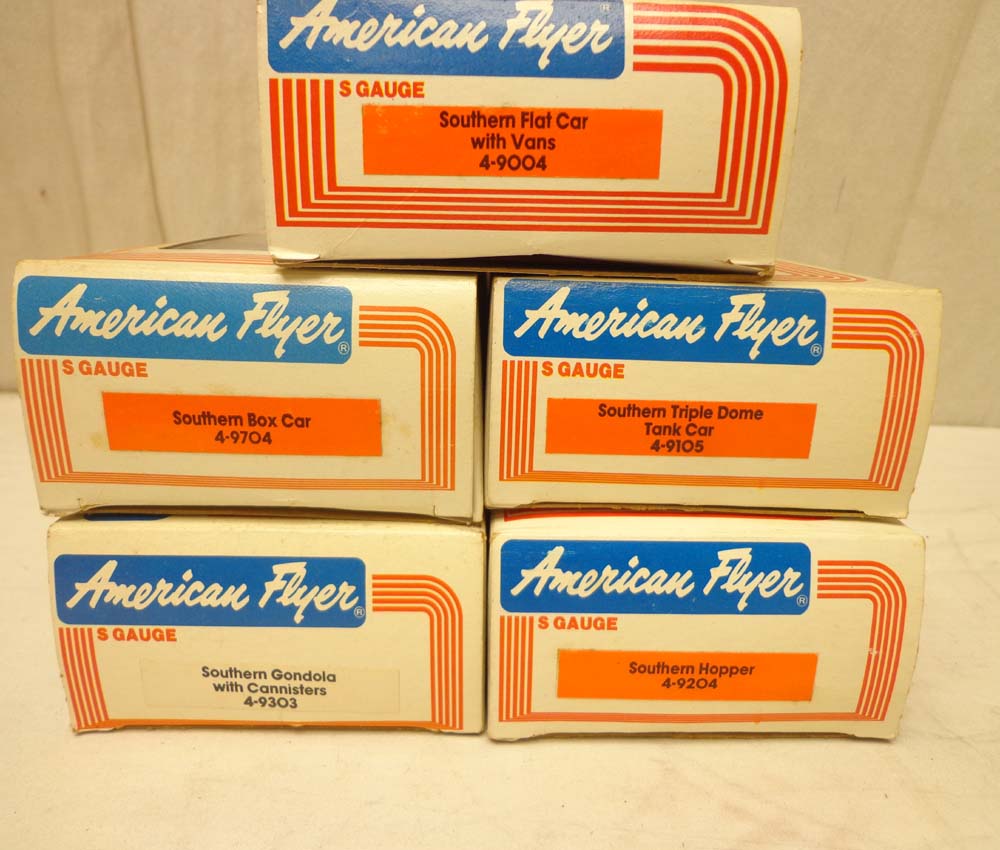 American Flyer ®
S GAUGE
Southern Flat Car
with Vans
4-9004
American Flyer ®
S GAUGE
Southern Box Car
4-9704
American Flyer ®
S GAUGE
Southern Triple Dome
Tank Car
4-9105
American Flyer ®
S GAUGE
Southern Gondola
with Cannisters
4-9303
American Flyer ®
S GAUGE
Southern Hopper
4-9204